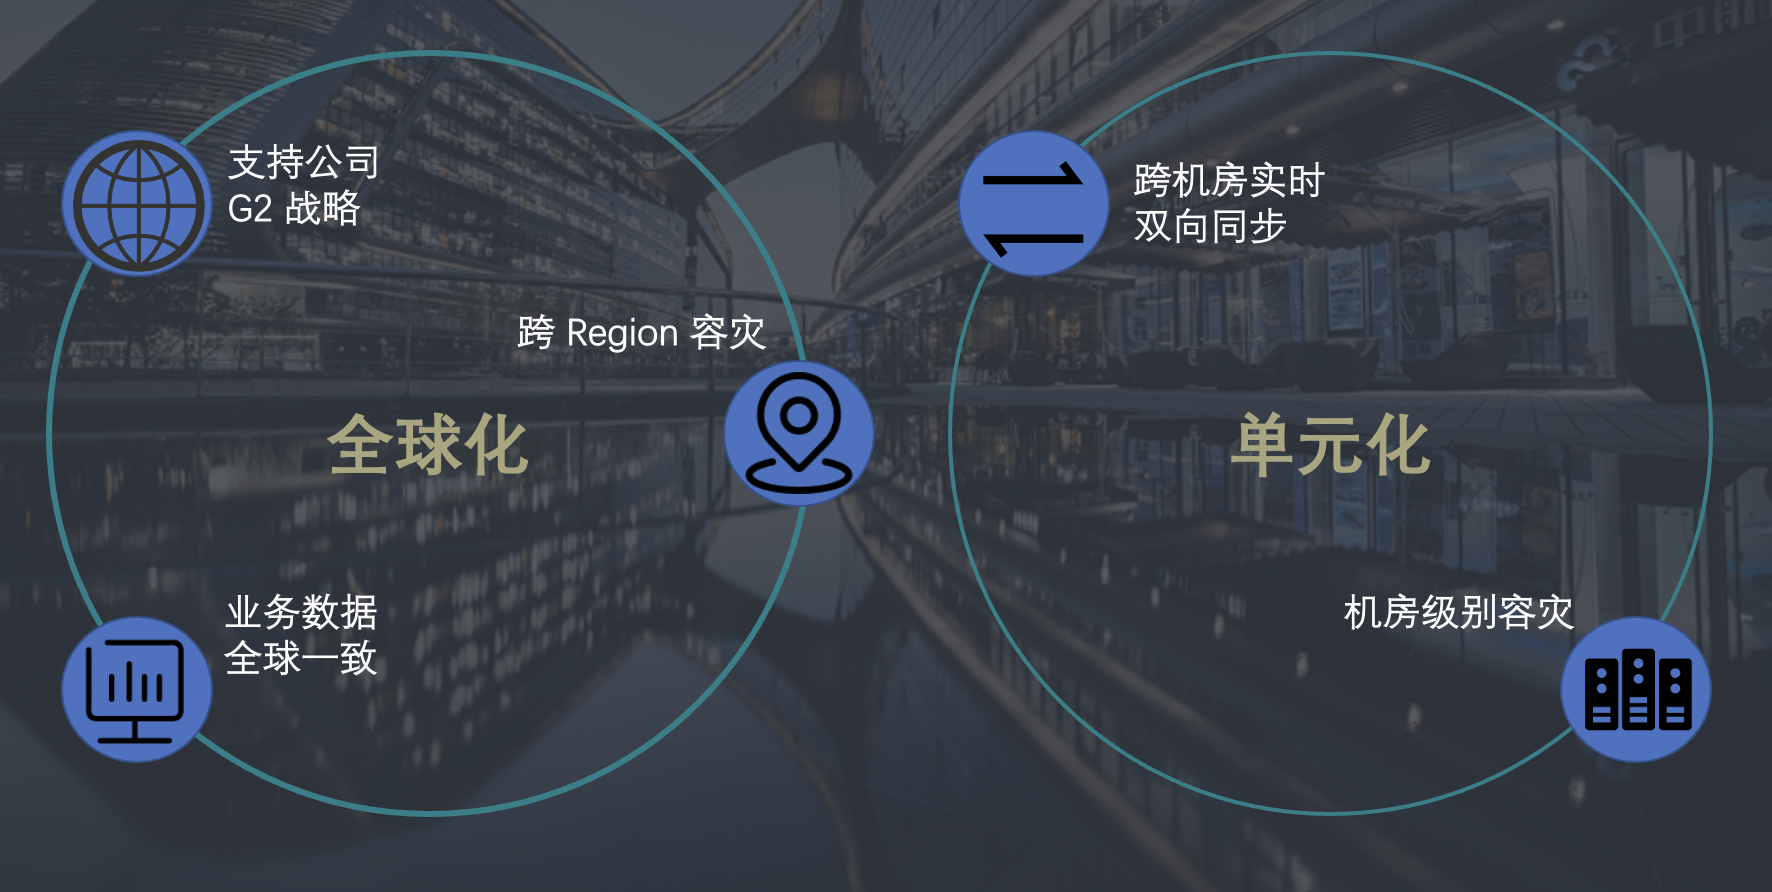 支持公司
G2 战略
跨 Region 容灾
全球化
业务数据
全球一致
跨机房实时
双向同步
单元化
机房级别容灾